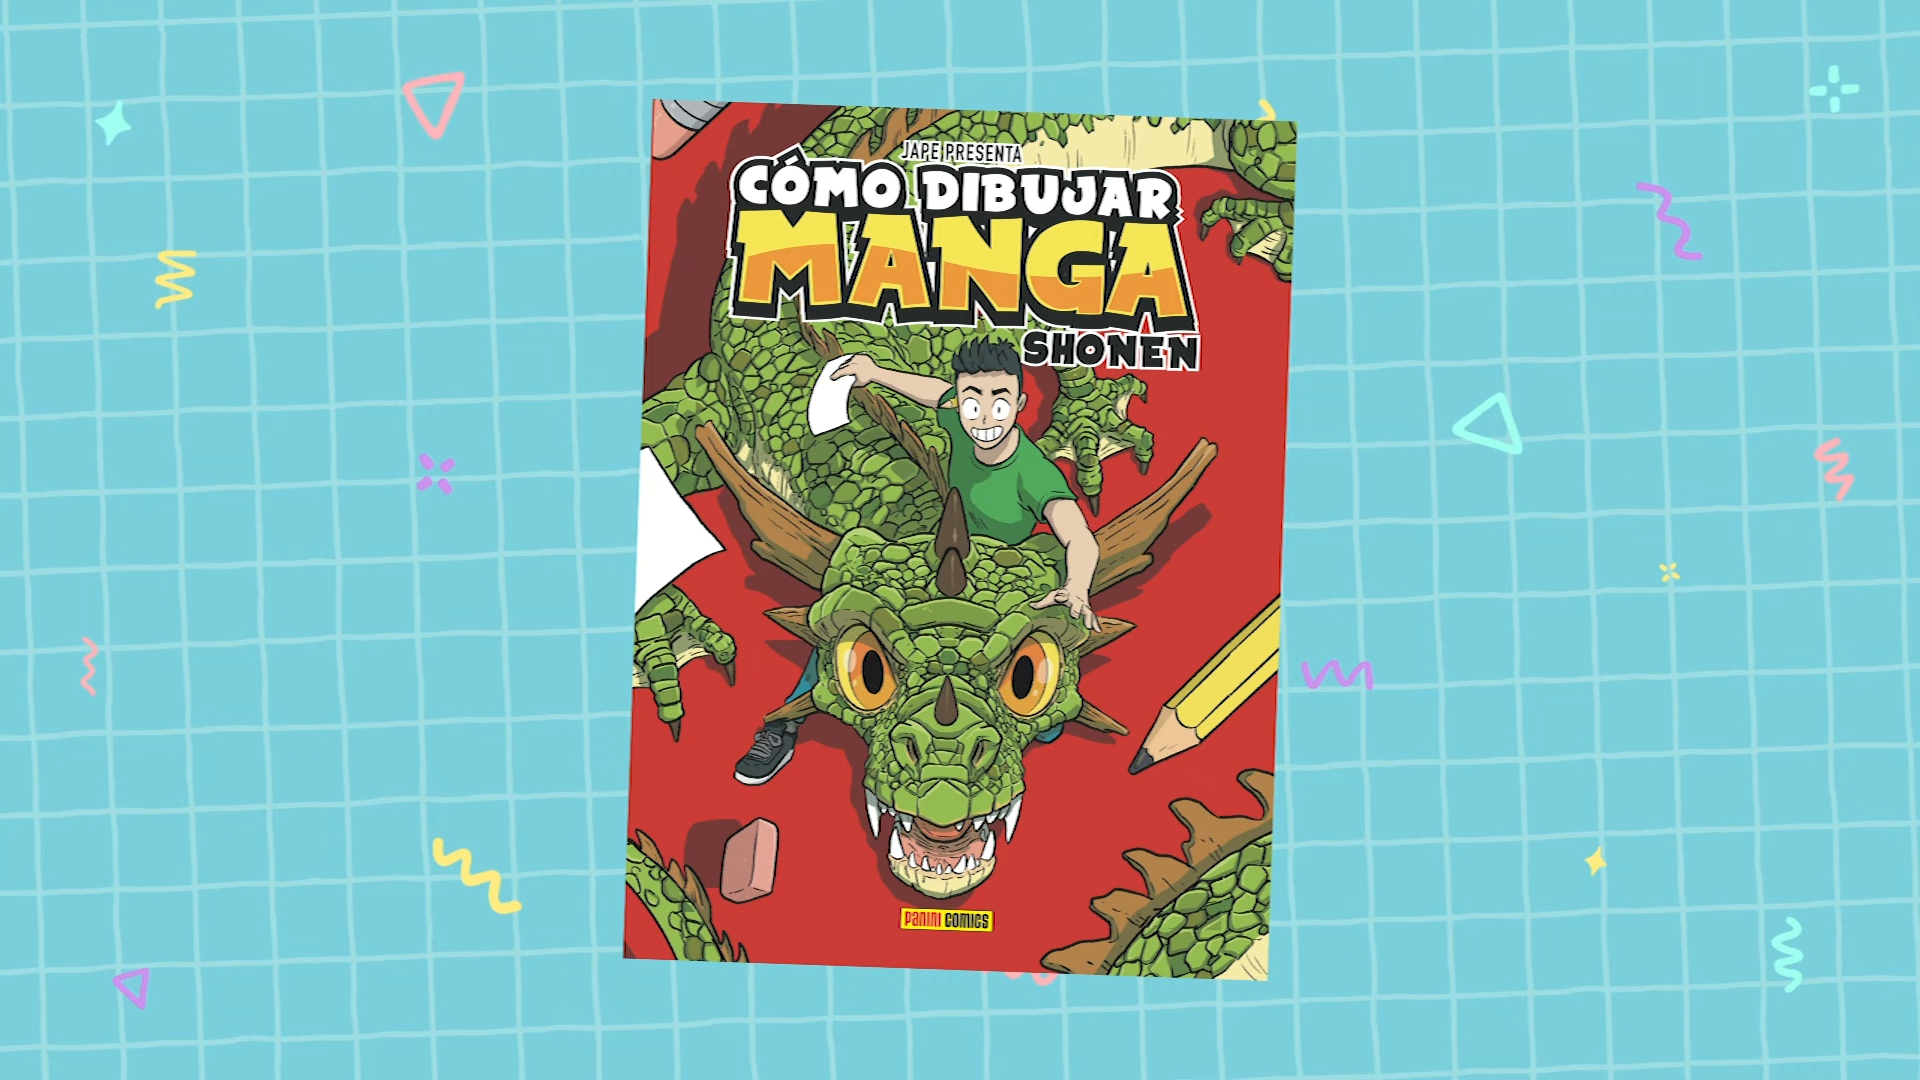 JAPE PRESENTA
CÓMO DIBUJAR
MANGA
SHONEN
PANINI COMICS